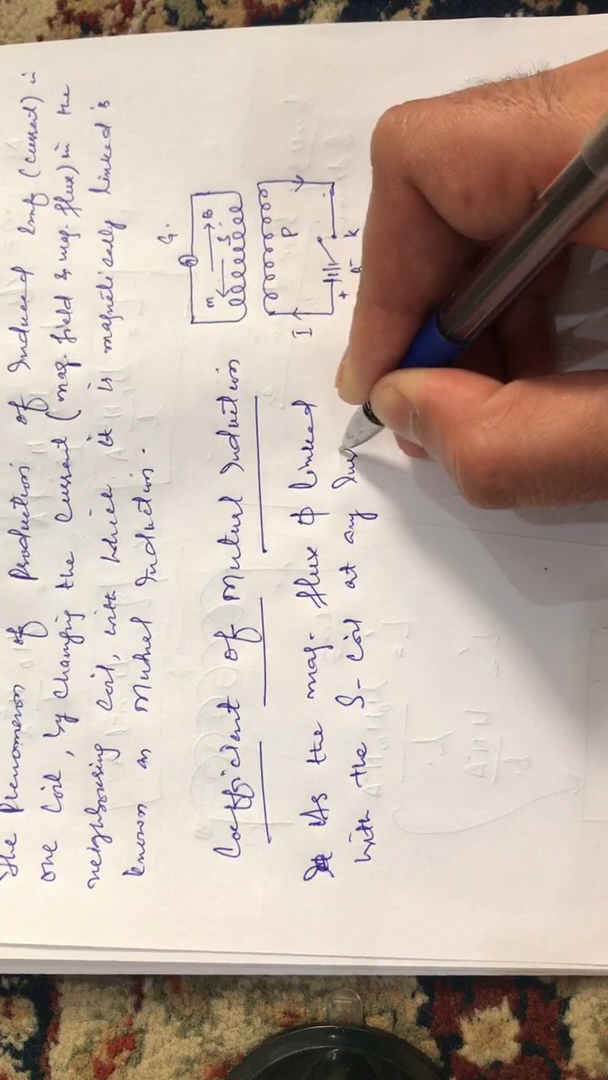 The Phenomenon of Production of Induced Emf (current) in
one Coil, by changing the current (mag. field & mag. flux) in the
neighbouring coil, with which it is magnetically linked is
known as Mutual Induction.
G.
m S B
P
I
+ - K
Coefficient of Mutual Induction
As the mag. flux ϕ linked
with the S-coil at any